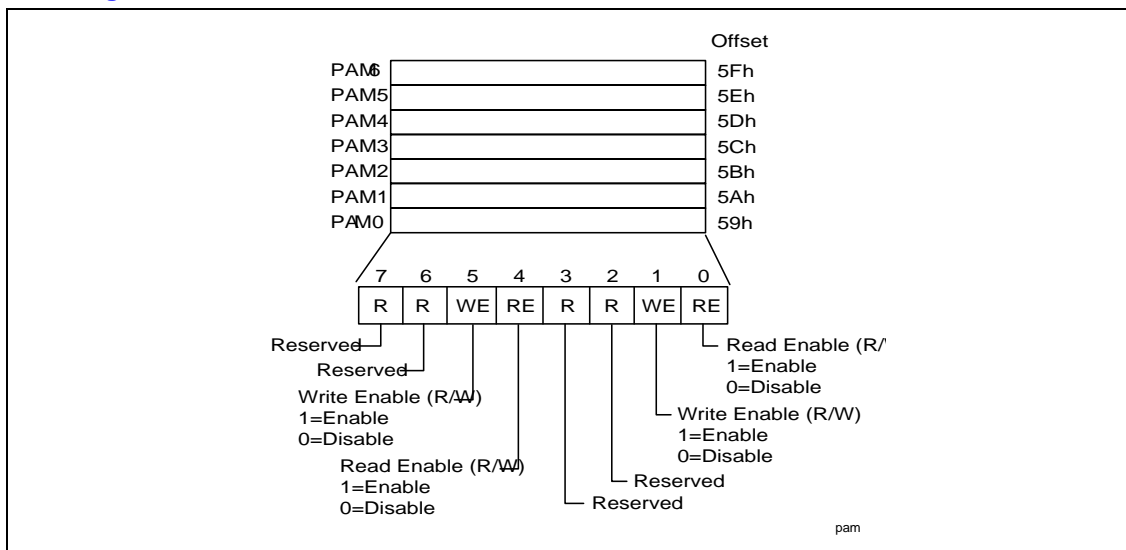 Offset
PAM6 5Fh
PAM5 5Eh
PAM4 5Dh
PAM3 5Ch
PAM2 5Bh
PAM1 5Ah
PAM0 59h
7 6 5 4 3 2 1 0
R R WE RE R R WE RE
Reserved
Reserved
Write Enable (R/W)
1=Enable
0=Disable
Read Enable (R/W)
1=Enable
0=Disable
Reserved
Reserved
Write Enable (R/W)
1=Enable
0=Disable
Read Enable (R/
1=Enable
0=Disable
pam